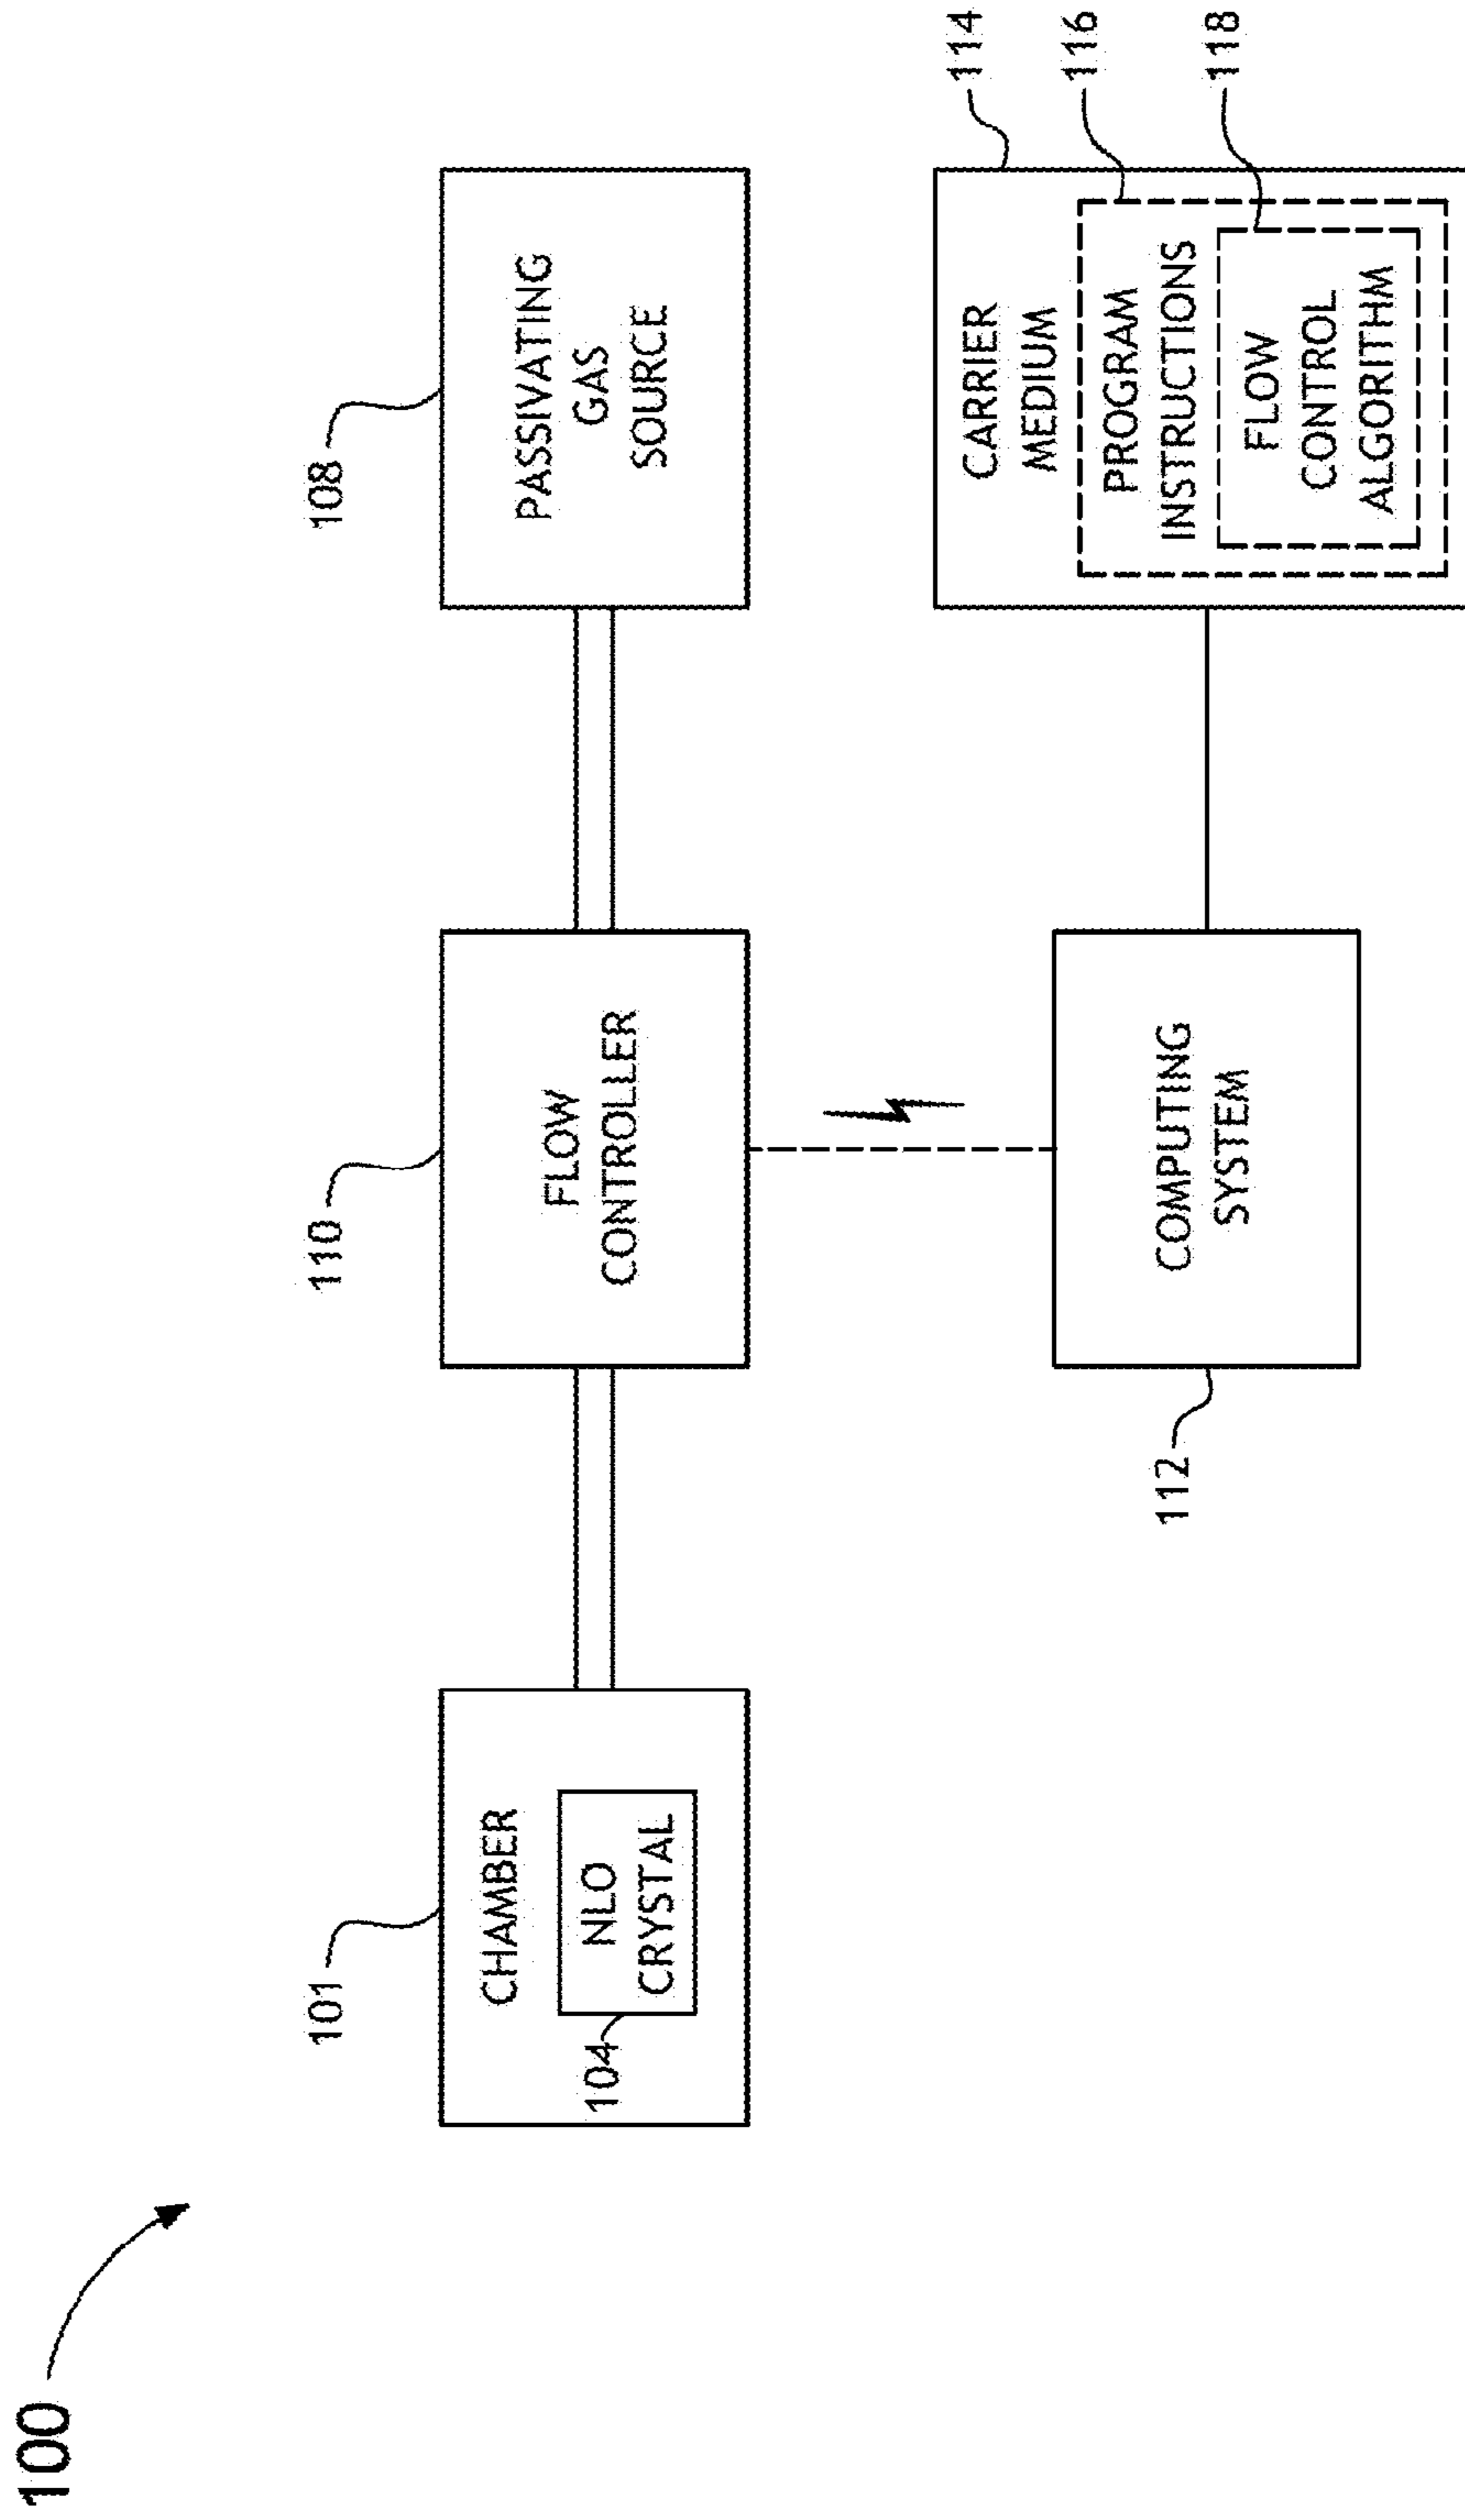 100
101
CHAMBER
104
NLO
CRYSTAL
110
FLOW
CONTROLLER
108
PASSIVATING
GAS
SOURCE
112
COMPUTING
SYSTEM
114
CARRIER
MEDIUM
116
PROGRAM
INSTRUCTIONS
118
FLOW
CONTROL
ALGORITHM